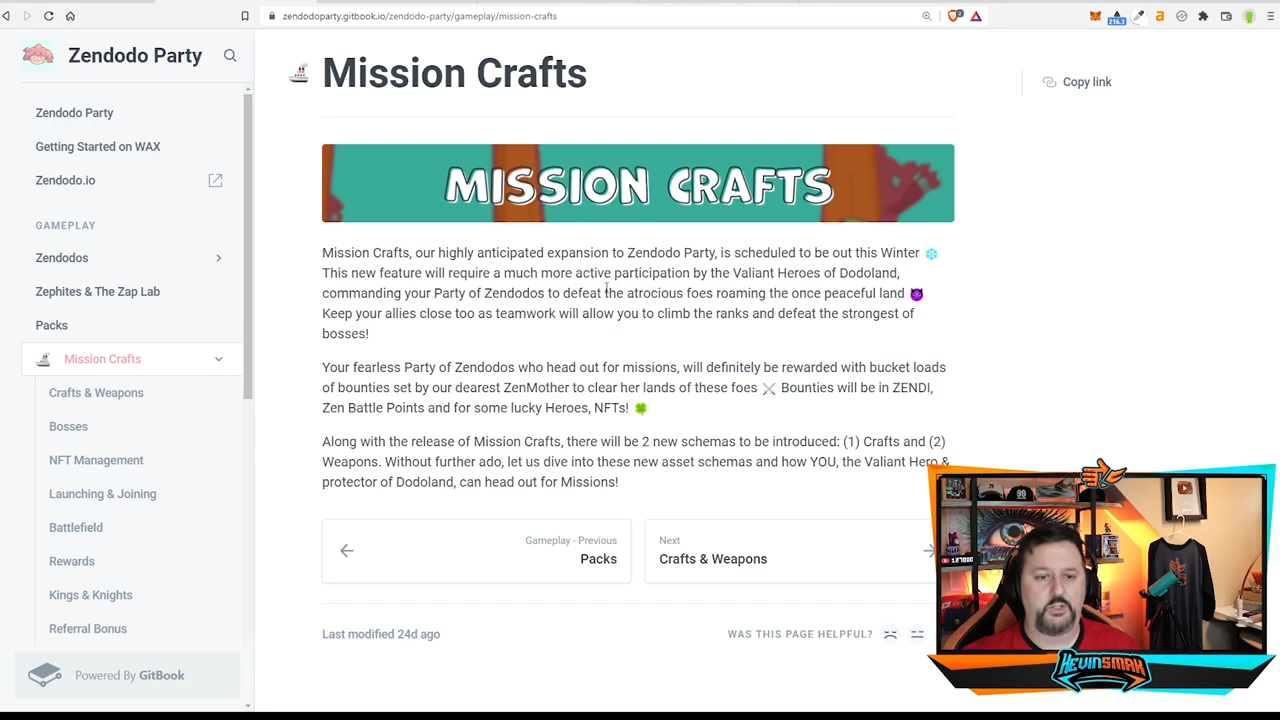 zendodoparty.gitbook.io/zendodo-party/gameplay/mission-crafts
2
216.3
Zendodo Party
Mission Crafts
Copy link
Zendodo Party
Getting Started on WAX
Zendodo.io
GAMEPLAY
Zendodos
Zephites & The Zap Lab
Packs
Mission Crafts
Crafts & Weapons
Bosses
NFT Management
Launching & Joining
Battlefield
Rewards
Kings & Knights
Referral Bonus
Powered By GitBook
MISSION CRAFTS
Mission Crafts, our highly anticipated expansion to Zendodo Party, is scheduled to be out this Winter ❄️
This new feature will require a much more active participation by the Valiant Heroes of Dodoland,
commanding your Party of Zendodos to defeat the atrocious foes roaming the once peaceful land 😈
Keep your allies close too as teamwork will allow you to climb the ranks and defeat the strongest of
bosses!
Your fearless Party of Zendodos who head out for missions, will definitely be rewarded with bucket loads
of bounties set by our dearest ZenMother to clear her lands of these foes ⚔️ Bounties will be in ZENDI,
Zen Battle Points and for some lucky Heroes, NFTs! 🍀
Along with the release of Mission Crafts, there will be 2 new schemas to be introduced: (1) Crafts and (2)
Weapons. Without further ado, let us dive into these new asset schemas and how YOU, the Valiant Hero &
protector of Dodoland, can head out for Missions!
Gameplay - Previous
Packs
Next
Crafts & Weapons
Last modified 24d ago
WAS THIS PAGE HELPFUL?
99
KEVINSMAK